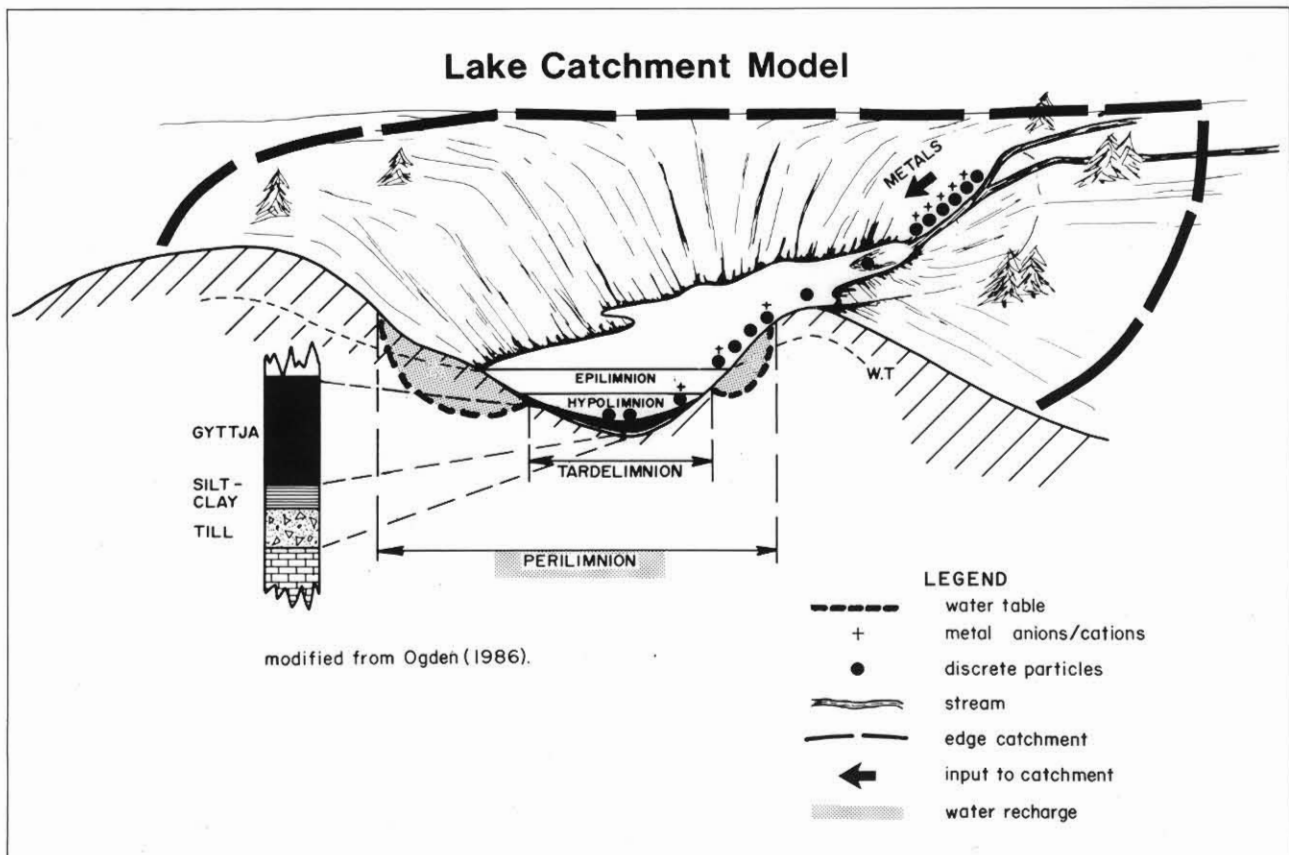 Lake Catchment Model
METALS
EPILIMNION
HYPOLIMNION
W.T
TARDELIMNION
PERILIMNION
GYTTJA
SILT-
CLAY
TILL
modified from Ogden (1986).
LEGEND
water table
+ metal anions/cations
discrete particles
stream
edge catchment
input to catchment
water recharge